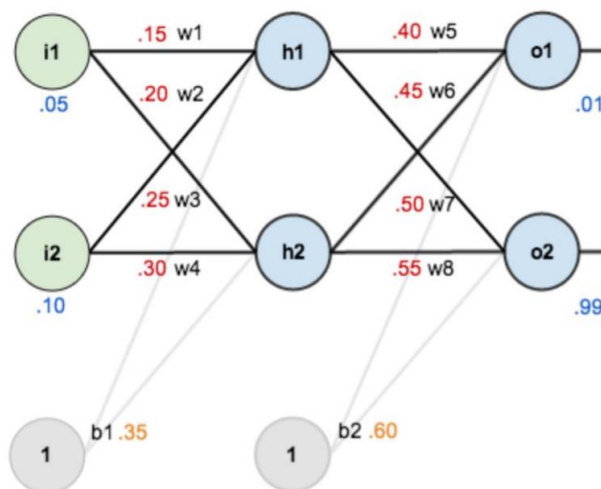 i1 .15 w1 h1 .40 w5 o1
.05 .20 w2 .45 w6 .01
.25 w3 .50 w7
i2 .30 w4 h2 .55 w8 o2
.10 .99
b1 .35 b2 .60
1 1